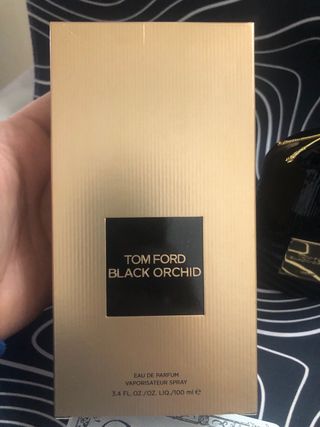 TOM FORD
BLACK ORCHID
EAU DE PARFUM
VAPORISATEUR SPRAY
3.4 FL. OZ./OZ. LIQ./100 ml ℮